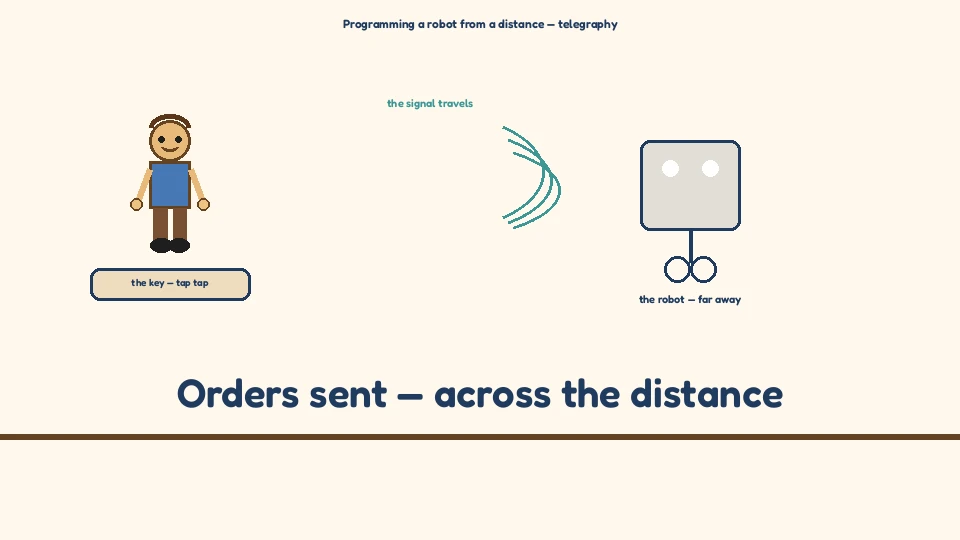 Programming a robot from a distance — telegraphy
the signal travels
the key — tap tap
the robot — far away
Orders sent — across the distance